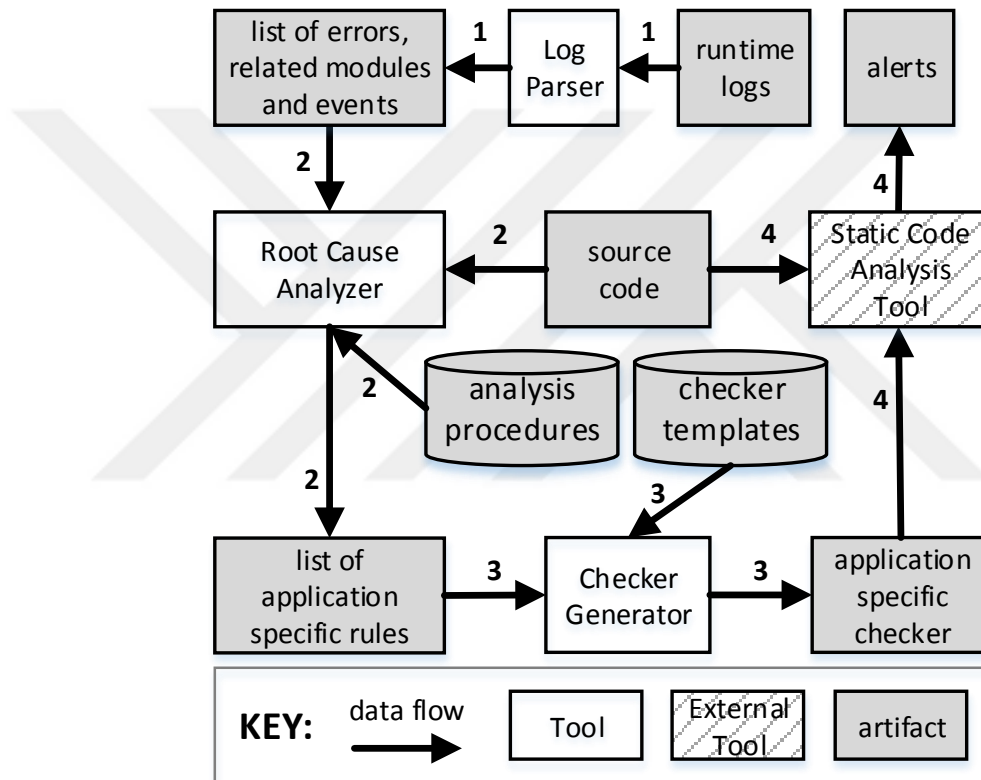 list of errors,
related modules
and events
1
Log
Parser
1
runtime
logs
alerts
2
4
Root Cause
Analyzer
2
source
code
4
Static Code
Analysis
Tool
2
analysis
procedures
checker
templates
4
2
3
list of
application
specific rules
3
Checker
Generator
3
application
specific
checker
KEY:
data flow
Tool
External
Tool
artifact